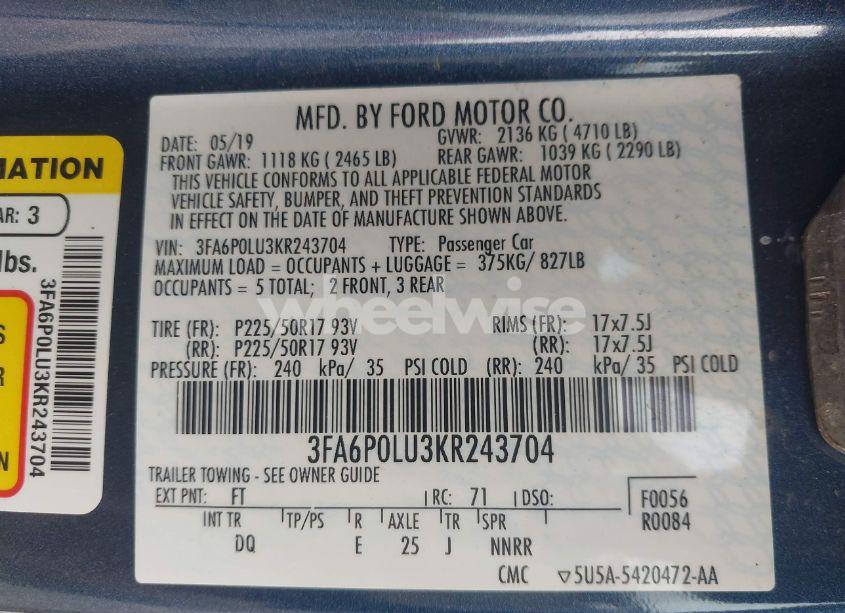 MFD. BY FORD MOTOR CO.
DATE: 05/19 GVWR: 2136 KG ( 4710 LB)
FRONT GAWR: 1118 KG ( 2465 LB) REAR GAWR: 1039 KG ( 2290 LB)
THIS VEHICLE CONFORMS TO ALL APPLICABLE FEDERAL MOTOR
VEHICLE SAFETY, BUMPER, AND THEFT PREVENTION STANDARDS
IN EFFECT ON THE DATE OF MANUFACTURE SHOWN ABOVE.
VIN: 3FA6P0LU3KR243704 TYPE: Passenger Car
MAXIMUM LOAD = OCCUPANTS + LUGGAGE = 375KG/ 827LB
OCCUPANTS = 5 TOTAL; 2 FRONT, 3 REAR
wheelwise
TIRE (FR): P225/50R17 93V RIMS (FR): 17x7.5J
(RR): P225/50R17 93V (RR): 17x7.5J
PRESSURE (FR): 240 kPa/ 35 PSI COLD (RR): 240 kPa/ 35 PSI COLD
3FA6P0LU3KR243704
TRAILER TOWING - SEE OWNER GUIDE
EXT PNT: FT RC: 71 DSO: F0056
R0084
INT TR TP/PS R AXLE TR SPR
DQ E 25 J NNRR
CMC ▽5U5A-5420472-AA
MATION
AR: 3
lbs.
S
R
N
3FA6P0LU3KR243704